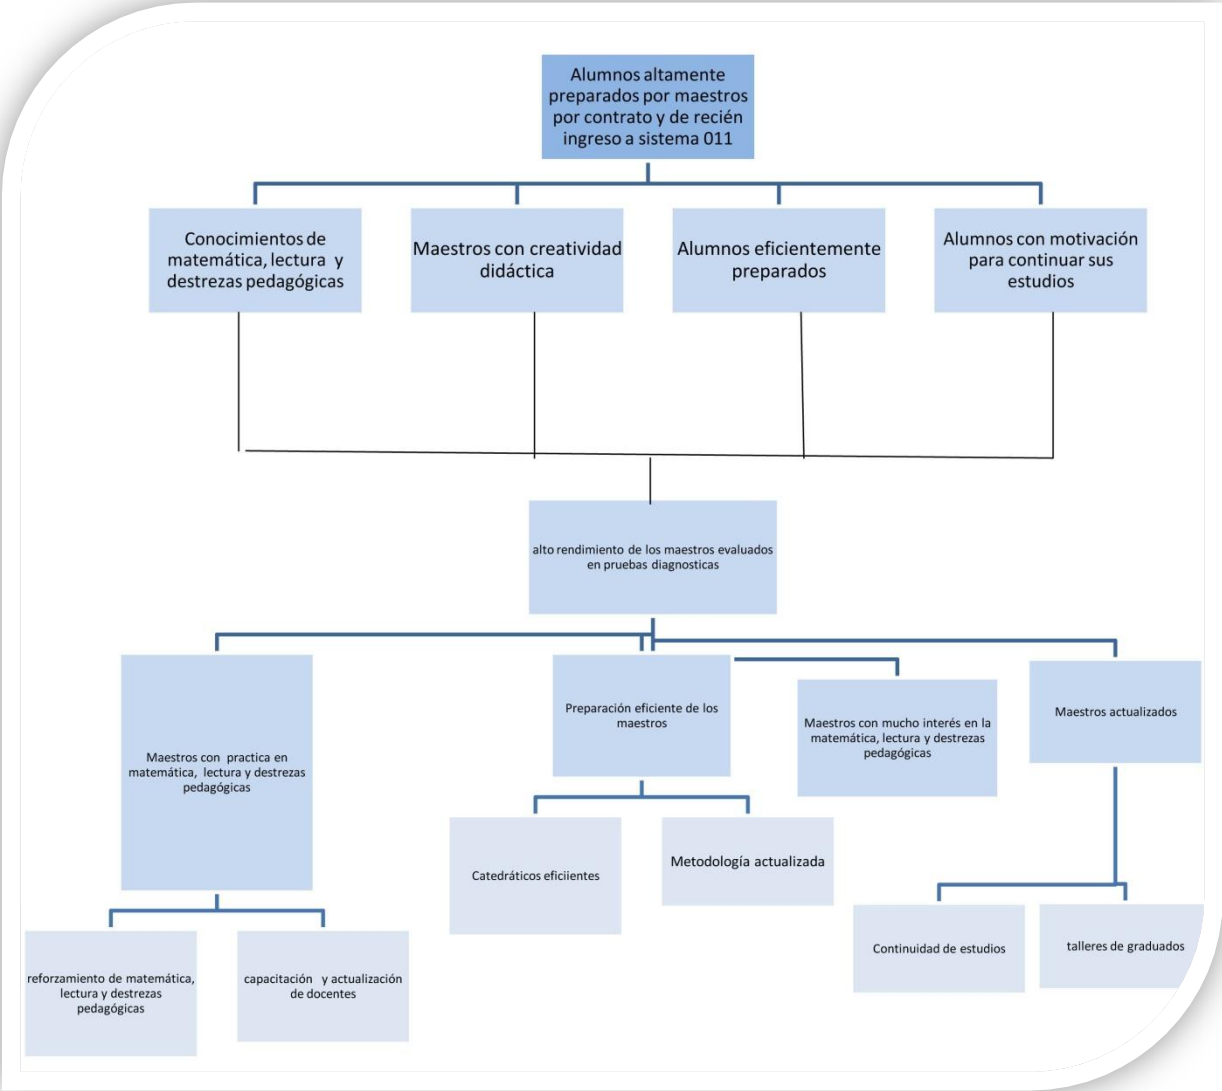 Alumnos altamente
preparados por maestros
por contrato y de recién
ingreso a sistema 011
Conocimientos de
matemática, lectura y
destrezas pedagógicas
Maestros con creatividad
didáctica
Alumnos eficientemente
preparados
Alumnos con motivación
para continuar sus
estudios
alto rendimiento de los maestros evaluados
en pruebas diagnosticas
Maestros con practica en
matemática, lectura y destrezas
pedagógicas
Preparación eficiente de los
maestros
Maestros con mucho interés en la
matemática, lectura y destrezas
pedagógicas
Maestros actualizados
reforzamiento de matemática,
lectura y destrezas
pedagógicas
capacitación y actualización
de docentes
Catedráticos eficiientes
Metodología actualizada
Continuidad de estudios
talleres de graduados